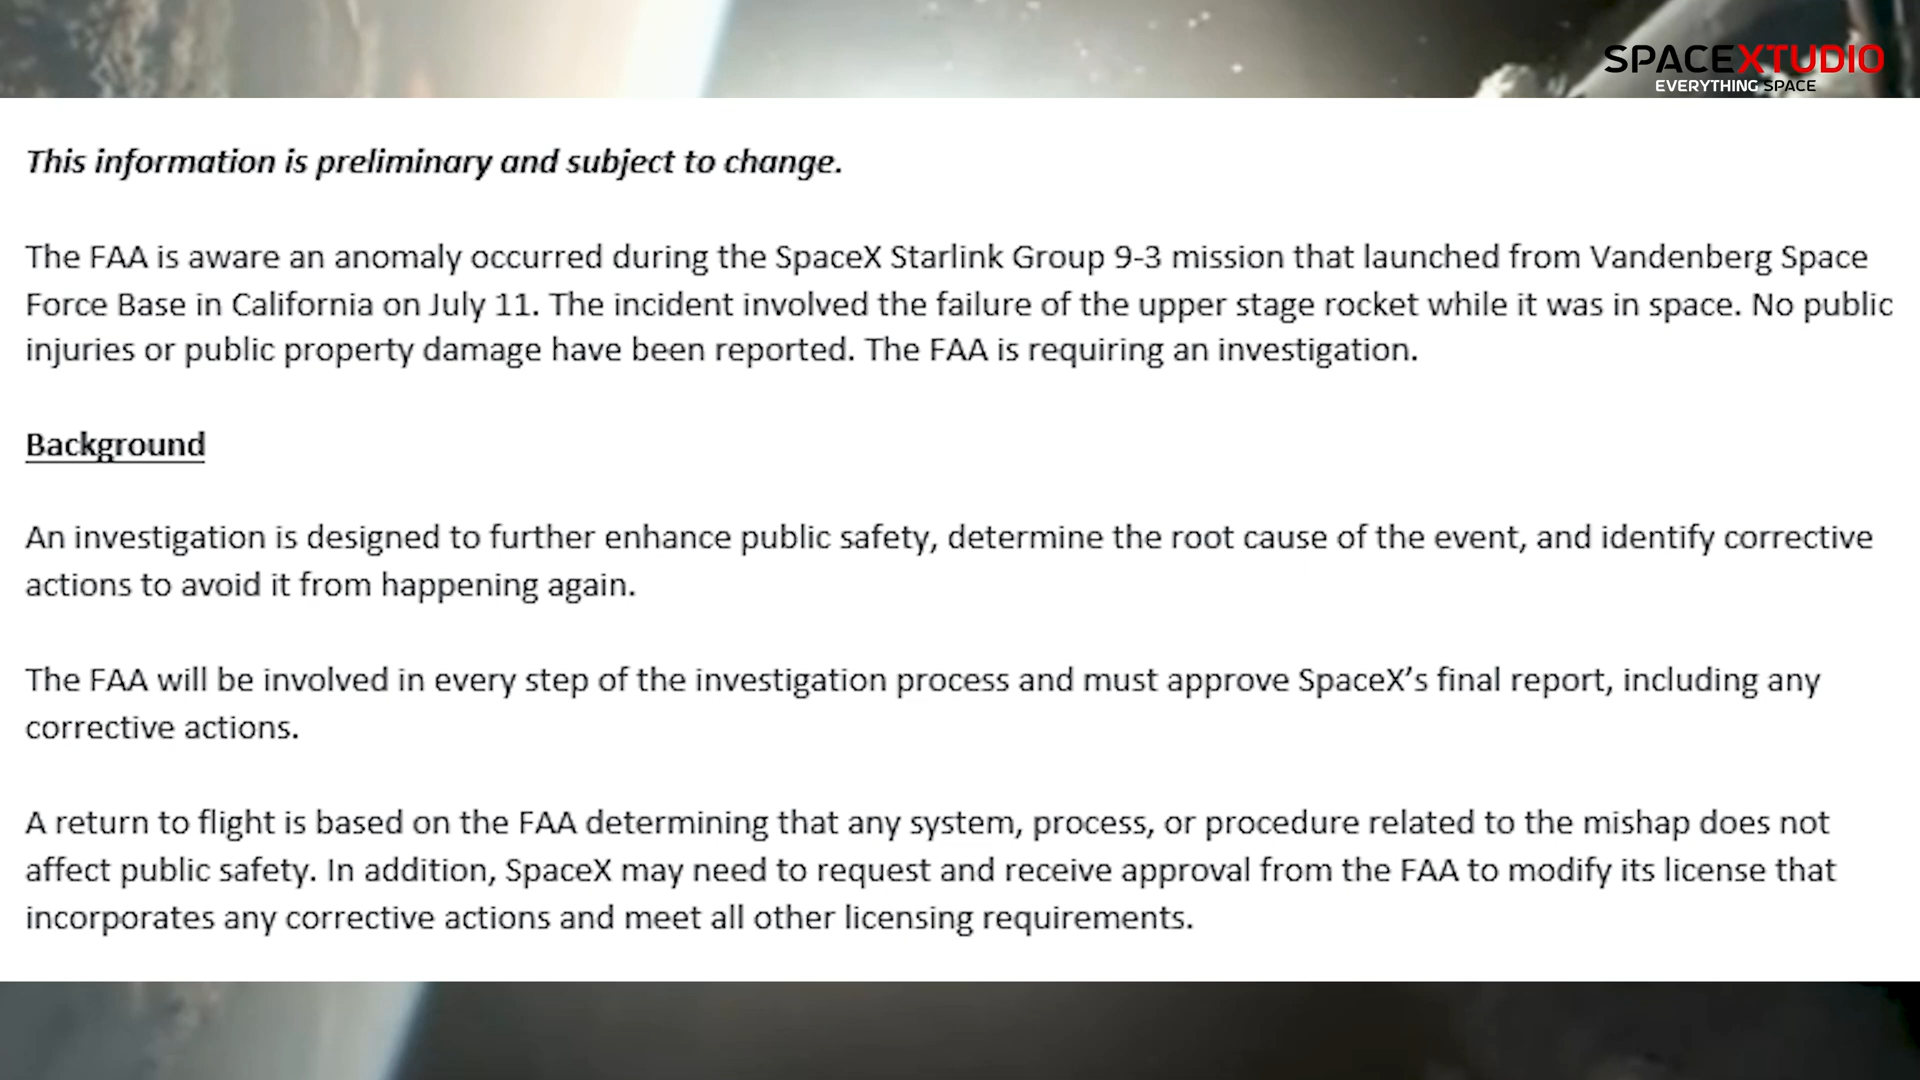 SPACEXTUDIO
EVERYTHING SPACE
This information is preliminary and subject to change.
The FAA is aware an anomaly occurred during the SpaceX Starlink Group 9-3 mission that launched from Vandenberg Space
Force Base in California on July 11. The incident involved the failure of the upper stage rocket while it was in space. No public
injuries or public property damage have been reported. The FAA is requiring an investigation.
Background
An investigation is designed to further enhance public safety, determine the root cause of the event, and identify corrective
actions to avoid it from happening again.
The FAA will be involved in every step of the investigation process and must approve SpaceX’s final report, including any
corrective actions.
A return to flight is based on the FAA determining that any system, process, or procedure related to the mishap does not
affect public safety. In addition, SpaceX may need to request and receive approval from the FAA to modify its license that
incorporates any corrective actions and meet all other licensing requirements.